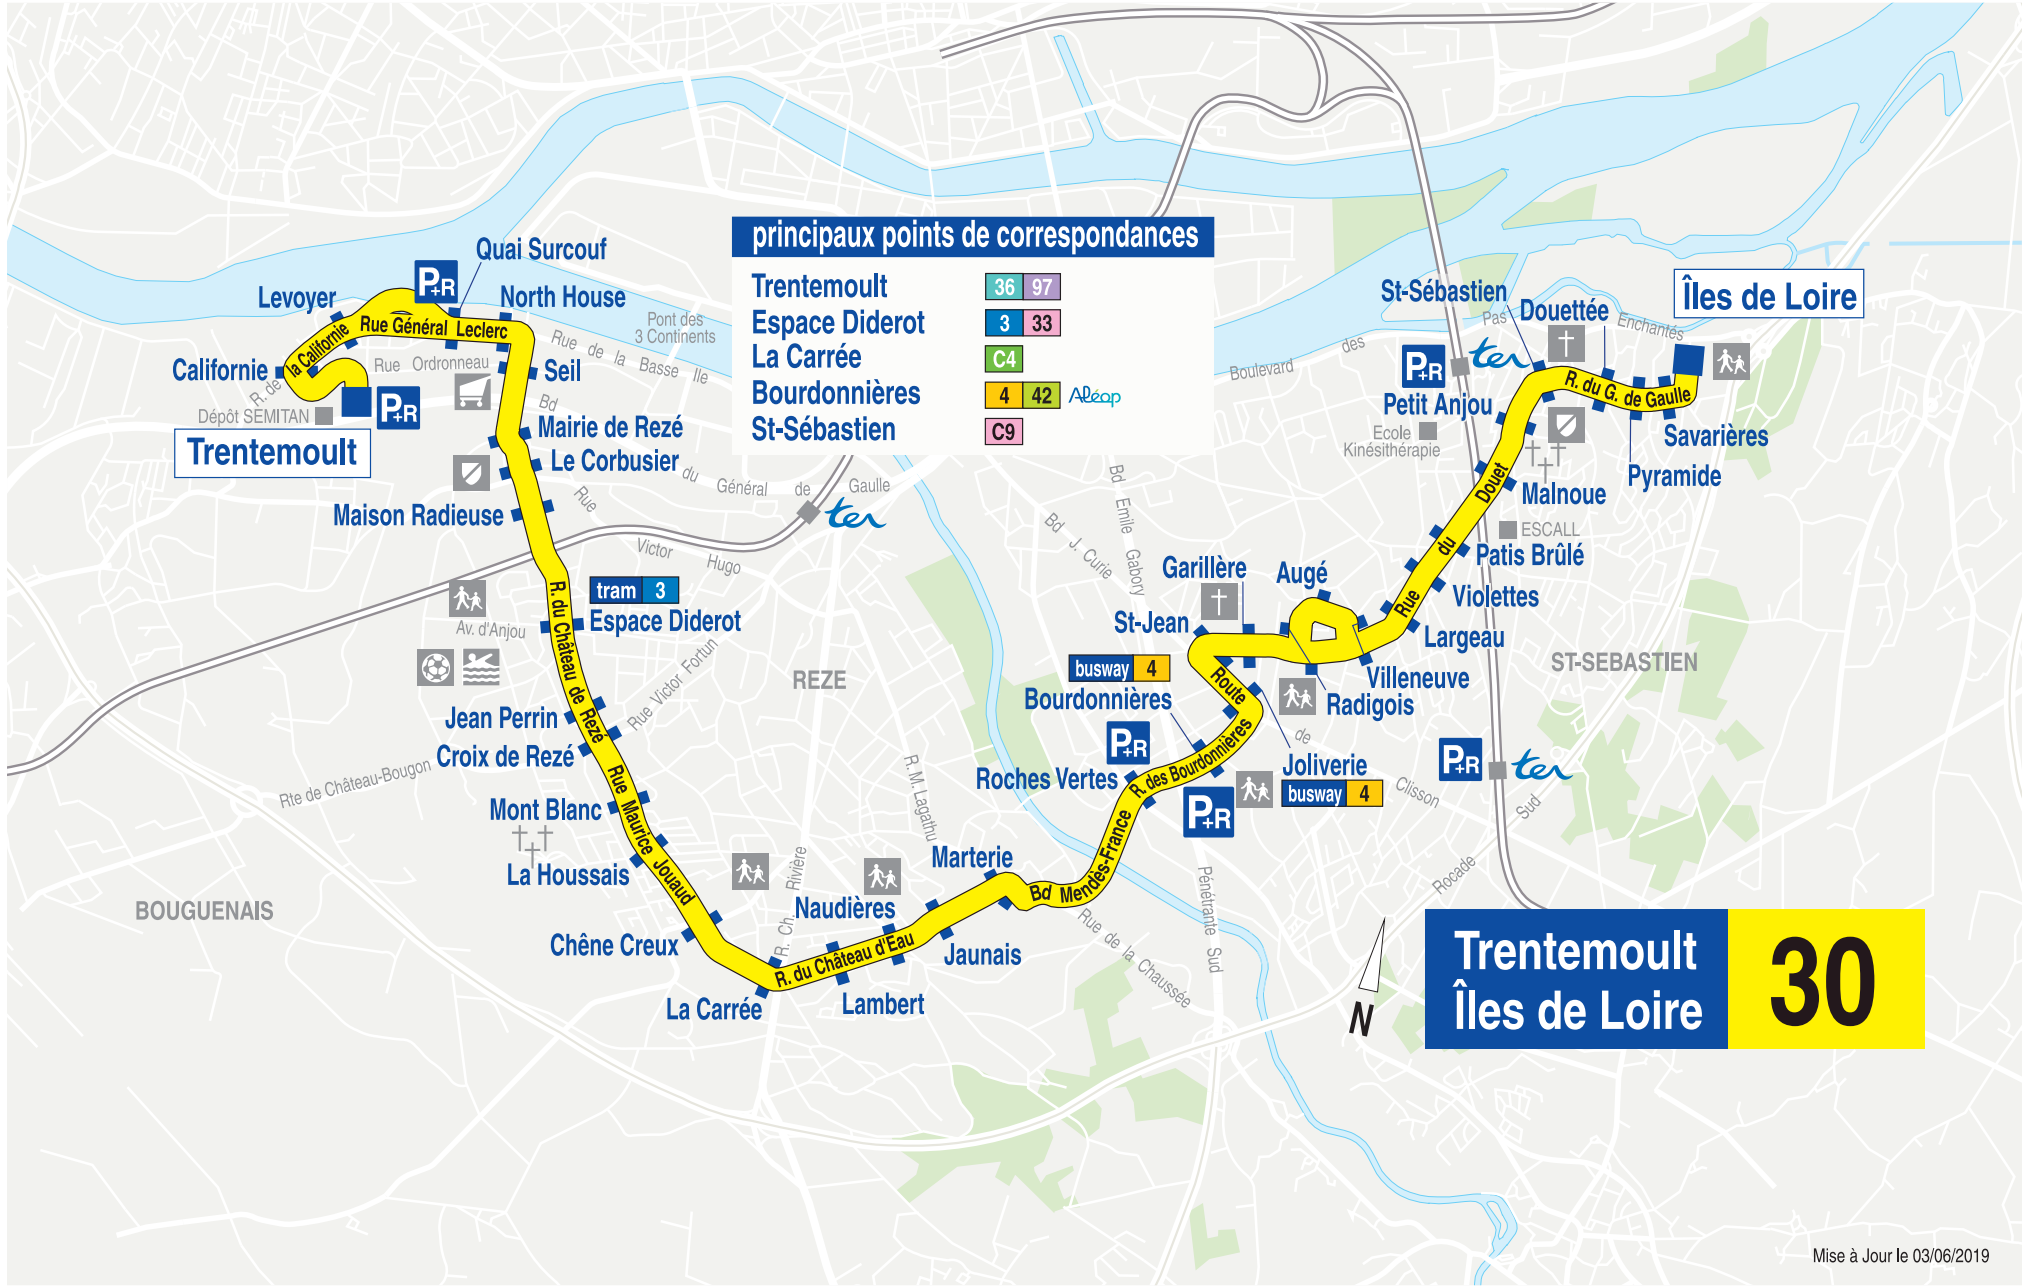 principaux points de correspondances
Trentemoult 36 97
Espace Diderot 3 33
La Carrée C4
Bourdonnières 4 42 Aléop
St-Sébastien C9
Quai Surcouf
Levoyer
P+R
North House
Rue Général Leclerc
la Californie
R. de
Californie
Rue Ordronneau
Dépôt SEMITAN
P+R
Trentemoult
Seil
Pont des
3 Continents
Rue de la Basse Ile
Bd
du Général de Gaulle
Mairie de Rezé
Le Corbusier
Rue
Victor Hugo
Maison Radieuse
ter
tram 3
Espace Diderot
R. du Château de Rezé
Av. d'Anjou
Rue Victor Fortun
REZE
Jean Perrin
Croix de Rezé
Rte de Château-Bougon
Mont Blanc
Rue Maurice Jouaud
La Houssais
BOUGUENAIS
Chêne Creux
La Carrée
R. Ch. Rivière
R. du Château d'Eau
Lambert
Naudières
Jaunais
Marterie
R. M. Lagathu
Bd Mendès-France
Rue de la Chaussée
Pénétrante Sud
Roches Vertes
R. des Bourdonnières
P+R
P+R
busway 4
Bourdonnières
Joliverie
busway 4
Route
de
Clisson
St-Jean
Garillère
Augé
Bd J. Curie
Bd Emile Gabory
Radigois
Villeneuve
Largeau
Violettes
Patis Brûlé
Rue du Douet
ESCALL
Malnoue
ST-SEBASTIEN
P+R
ter
Rocade Sud
Petit Anjou
Ecole
Kinésithérapie
P+R
ter
St-Sébastien
Boulevard des Pas Enchantés
Douettée
R. du G. de Gaulle
Pyramide
Savarières
Îles de Loire
N
Trentemoult
Îles de Loire
30
Mise à Jour le 03/06/2019